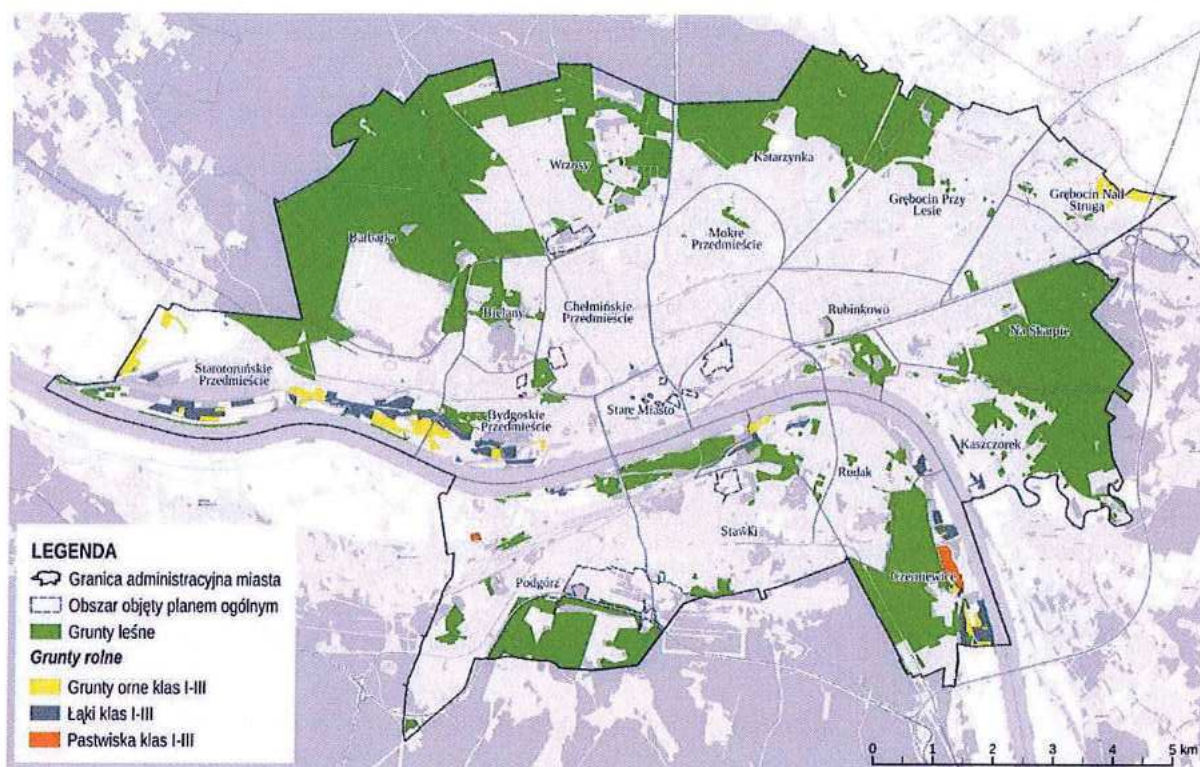 Wrzosy
Katarzynka
Grębocin Przy
Lesie
Grębocin Nad
Strugą
Mokre
Przedmieście
Barbarka
Bielany
Chełmińskie
Przedmieście
Rubinkowo
Na Skarpie
Starotoruńskie
Przedmieście
Bydgoskie
Przedmieście
Stare Miasto
Kaszczorek
Rudak
Stawki
Czerniewice
Podgórz
LEGENDA
Granica administracyjna miasta
Obszar objęty planem ogólnym
Grunty leśne
Grunty rolne
Grunty orne klas I-III
Łąki klas I-III
Pastwiska klas I-III
0 1 2 3 4 5 km